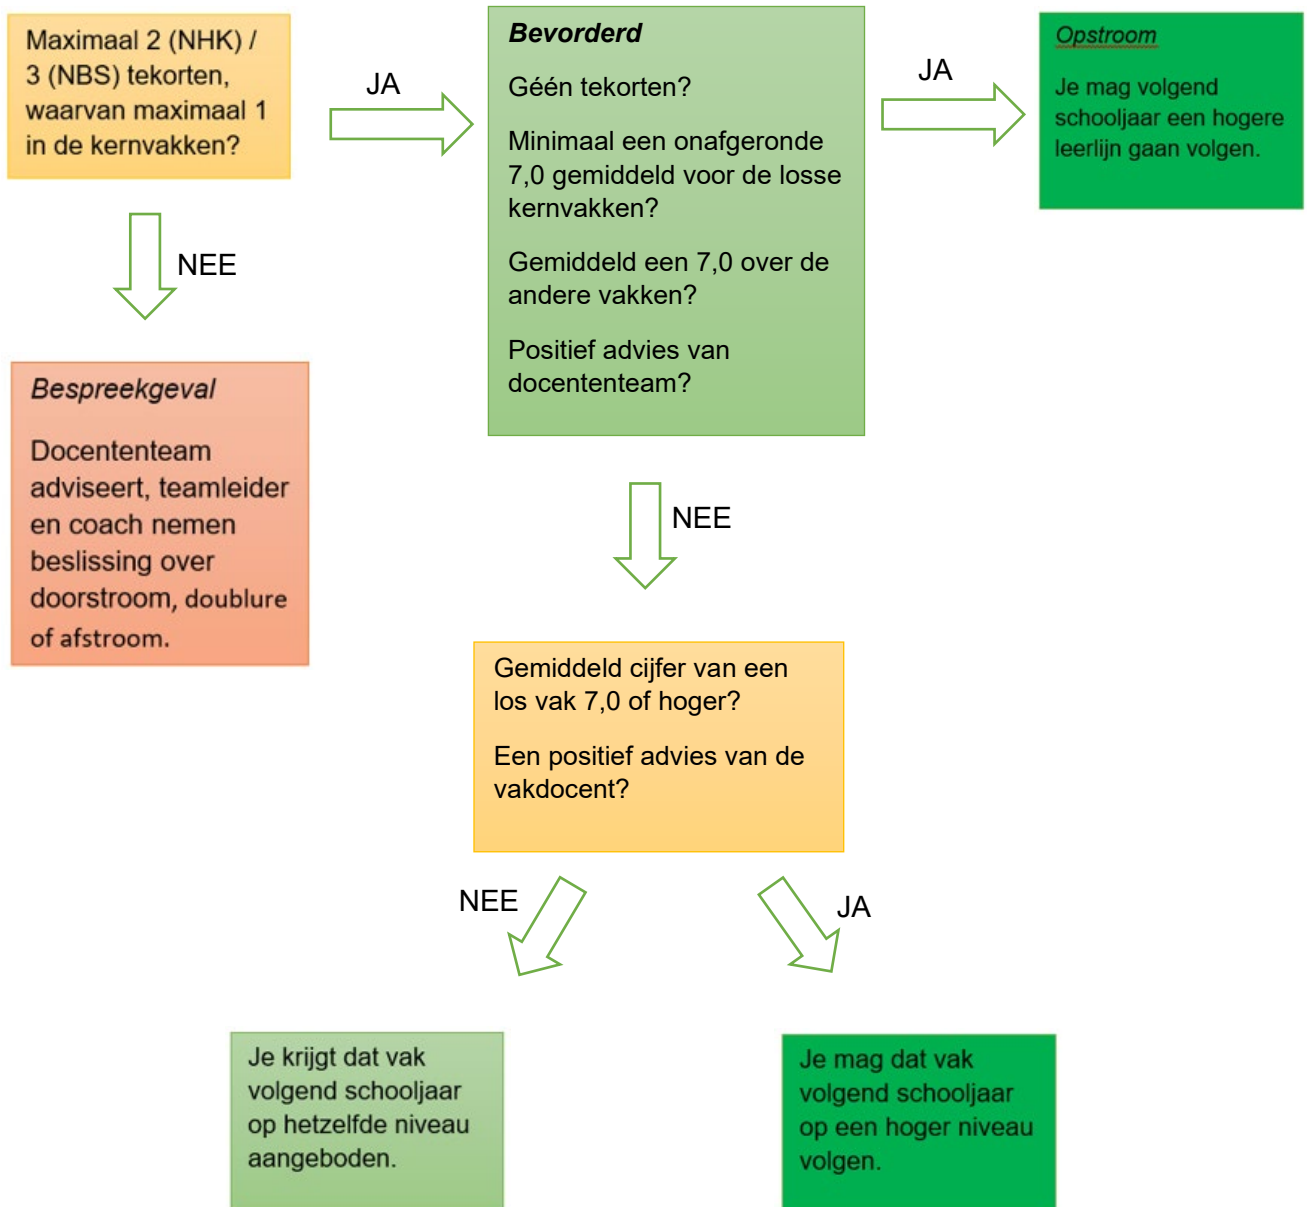 Maximaal 2 (NHK) /
3 (NBS) tekorten,
waarvan maximaal 1
in de kernvakken?
JA
Bevorderd
Géén tekorten?
Minimaal een onafgeronde
7,0 gemiddeld voor de losse
kernvakken?
Gemiddeld een 7,0 over de
andere vakken?
Positief advies van
docententeam?
JA
Opstroom
Je mag volgend
schooljaar een hogere
leerlijn gaan volgen.
NEE
Bespreekgeval
Docententeam
adviseert, teamleider
en coach nemen
beslissing over
doorstroom, doublure
of afstroom.
NEE
Gemiddeld cijfer van een
los vak 7,0 of hoger?
Een positief advies van de
vakdocent?
NEE
JA
Je krijgt dat vak
volgend schooljaar
op hetzelfde niveau
aangeboden.
Je mag dat vak
volgend schooljaar
op een hoger niveau
volgen.